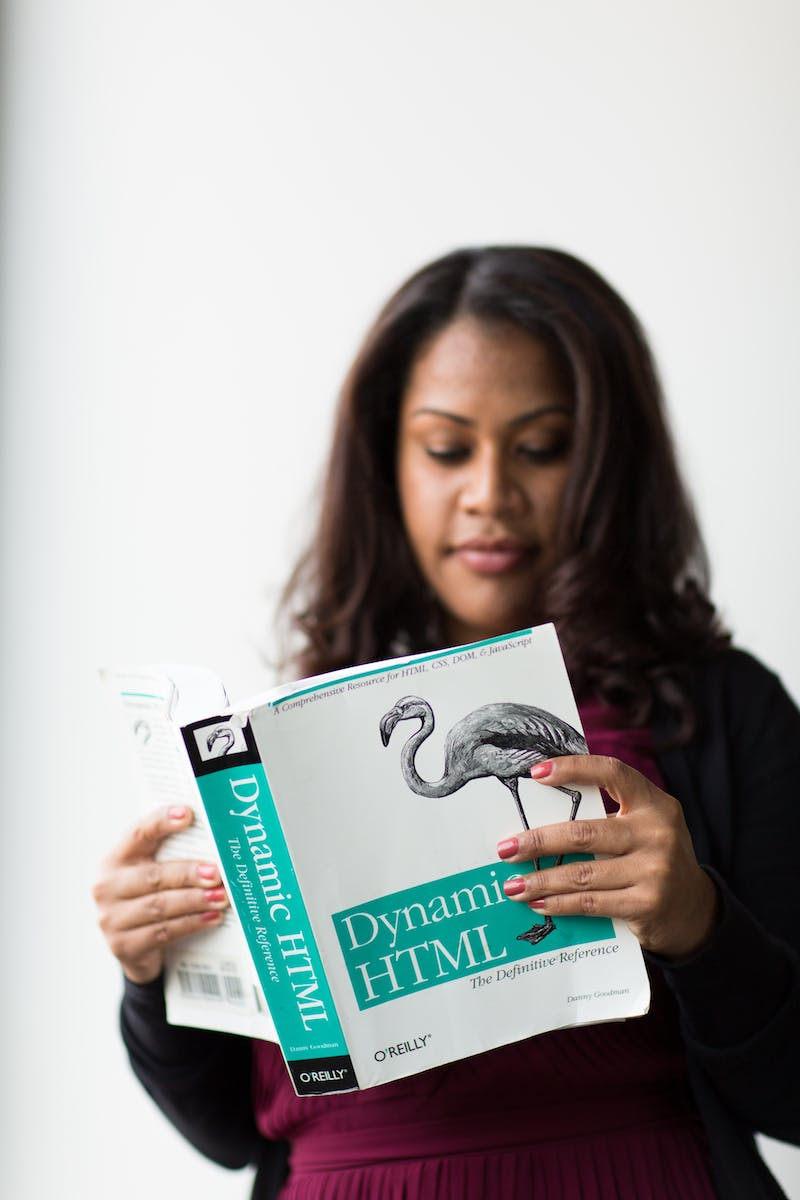 A Comprehensive Resource for HTML, CSS, DOM, & JavaScript
Dynamic HTML
The Definitive Reference
Danny Goodman
O'REILLY®
Dynamic
HTML
The Definitive Reference
Danny Goodman
O'REILLY®